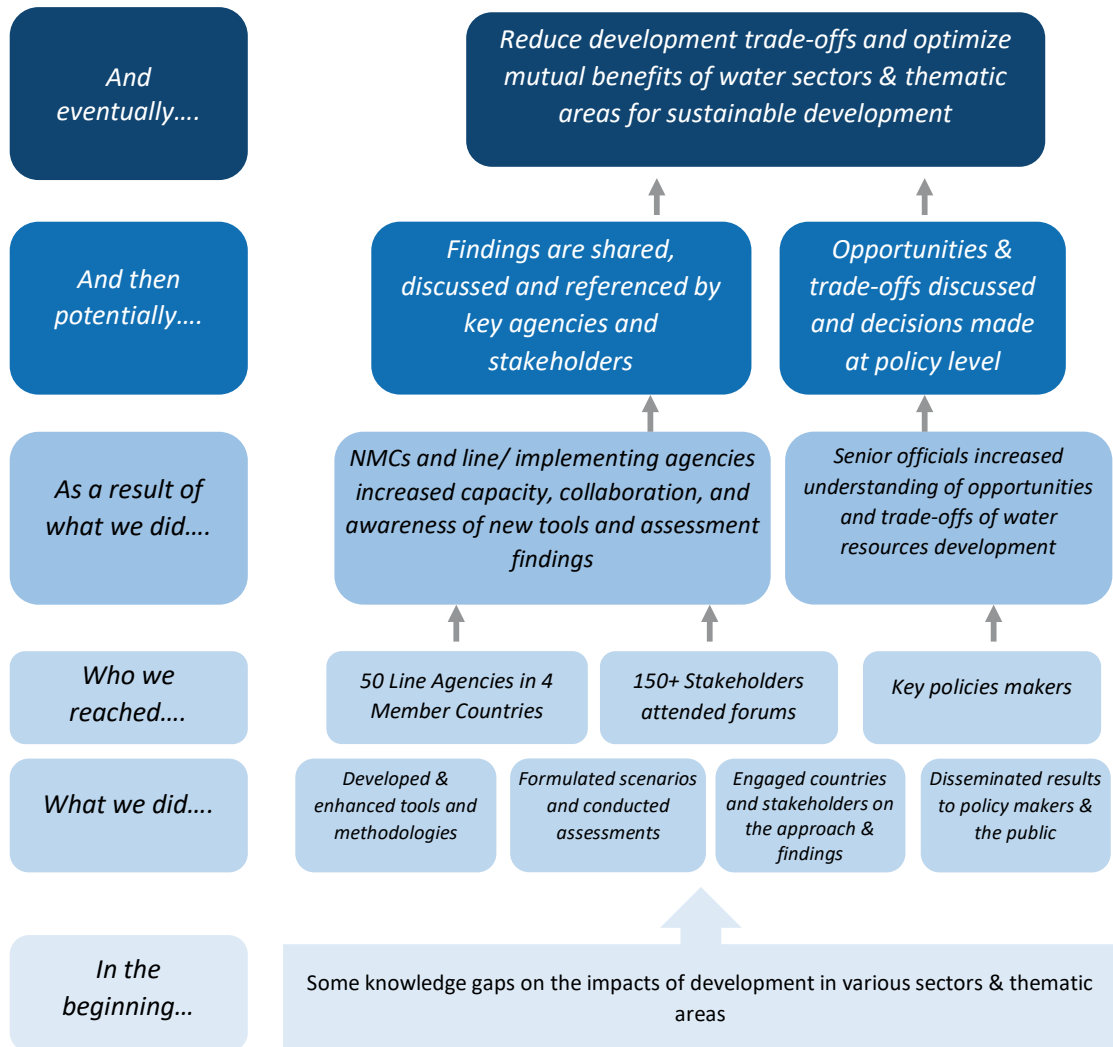 And
eventually….
Reduce development trade-offs and optimize
mutual benefits of water sectors & thematic
areas for sustainable development
And then
potentially….
Findings are shared,
discussed and referenced by
key agencies and
stakeholders
Opportunities &
trade-offs discussed
and decisions made
at policy level
As a result of
what we did….
NMCs and line/ implementing agencies
increased capacity, collaboration, and
awareness of new tools and assessment
findings
Senior officials increased
understanding of opportunities
and trade-offs of water
resources development
Who we
reached….
50 Line Agencies in 4
Member Countries
150+ Stakeholders
attended forums
Key policies makers
What we did….
Developed &
enhanced tools and
methodologies
Formulated scenarios
and conducted
assessments
Engaged countries
and stakeholders on
the approach &
findings
Disseminated results
to policy makers &
the public
In the
beginning…
Some knowledge gaps on the impacts of development in various sectors & thematic
areas